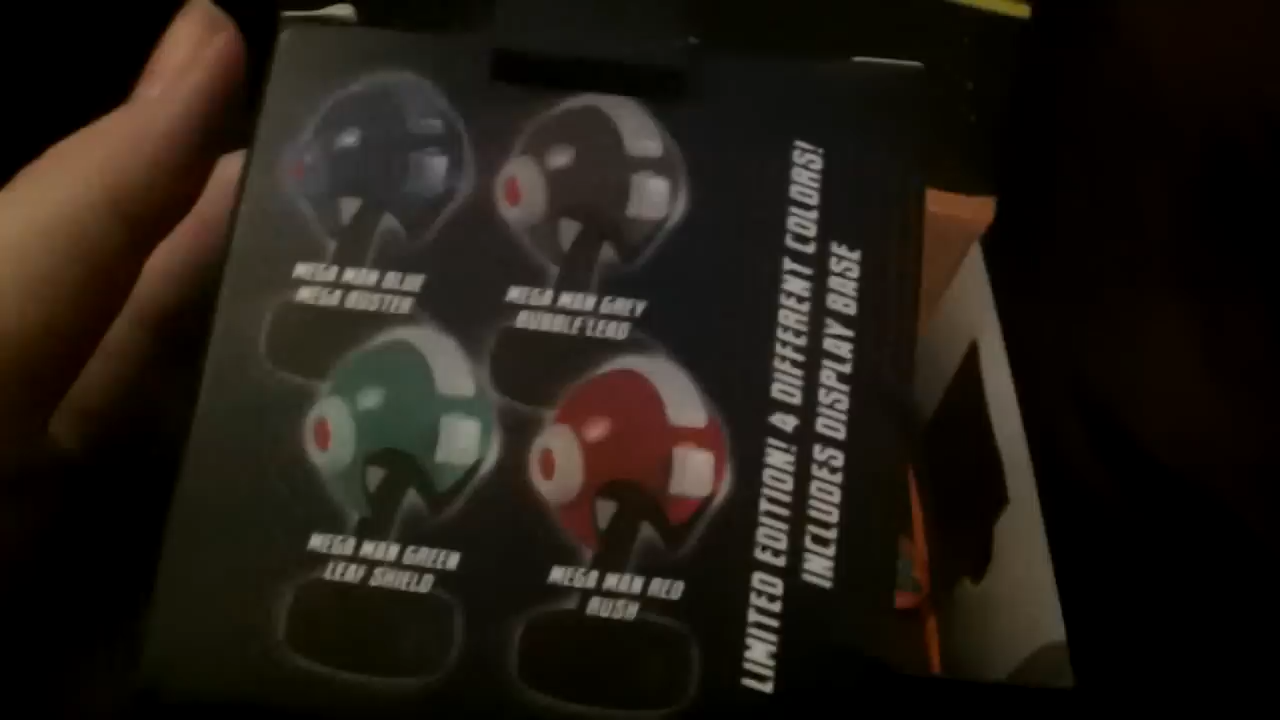 MEGA MAN BLUE
MEGA BUSTER
MEGA MAN GREY
BUBBLE LEAD
MEGA MAN GREEN
LEAF SHIELD
MEGA MAN RED
RUSH
LIMITED EDITION! 4 DIFFERENT COLORS!
INCLUDES DISPLAY BASE